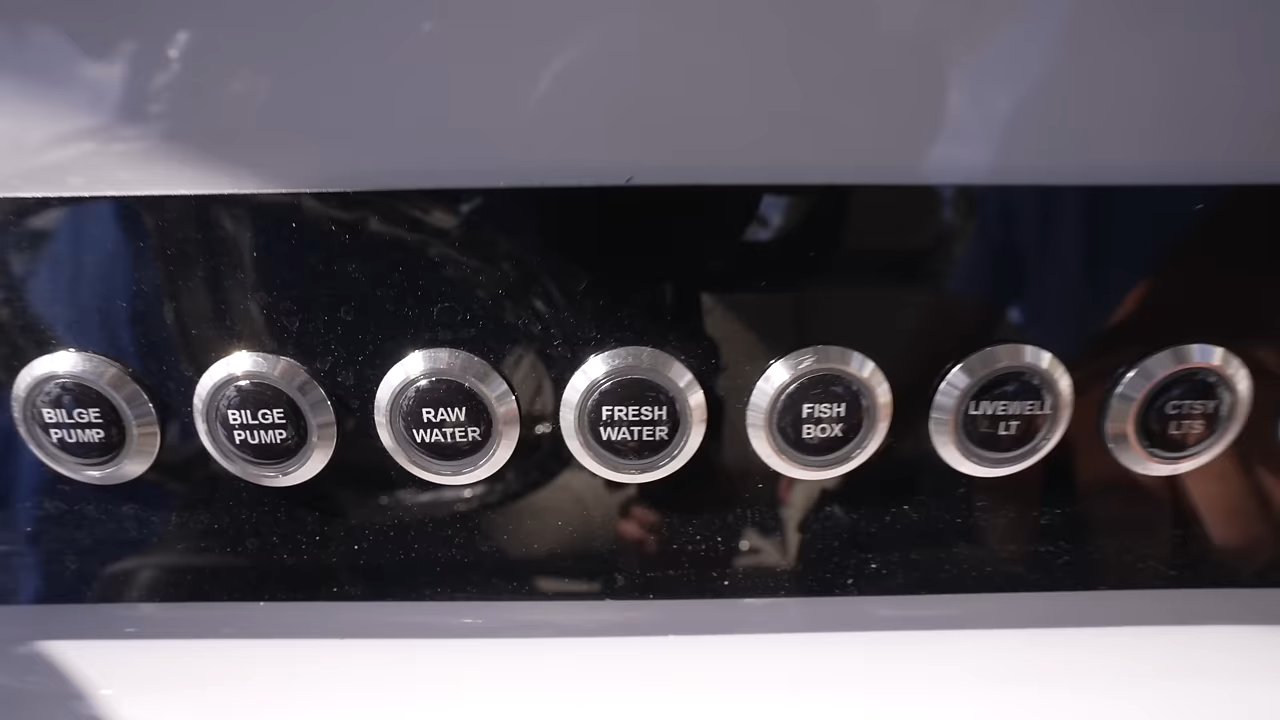 BILGE
PUMP
BILGE
PUMP
RAW
WATER
FRESH
WATER
FISH
BOX
LIVEWELL
LT
CTSY
LTS